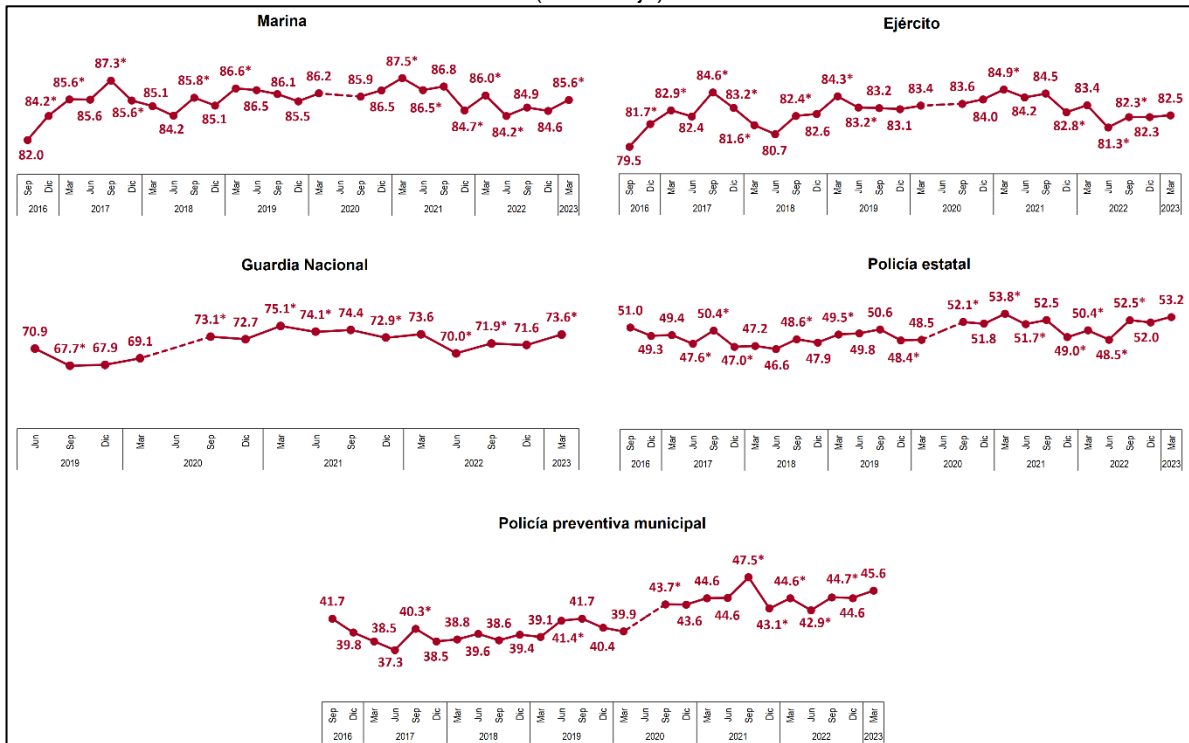 Marina
82.0 84.2* 85.6* 85.6 87.3* 85.6* 85.1 84.2 85.8* 85.1 86.6* 86.5 86.1 85.5 86.2 85.9 86.5 87.5* 86.5* 86.8 84.7* 86.0* 84.2* 84.9 84.6 85.6*
Sep Dic Mar Jun Sep Dic Mar Jun Sep Dic Mar Jun Sep Dic Mar Jun Sep Dic Mar Jun Sep Dic Mar Jun Sep Dic Mar
2016 2017 2018 2019 2020 2021 2022 2023
Ejército
79.5 81.7* 82.9* 82.4 84.6* 83.2* 81.6* 80.7 82.4* 82.6 84.3* 83.2* 83.2 83.1 83.4 83.6 84.0 84.9* 84.2 84.5 82.8* 83.4 81.3* 82.3* 82.3 82.5
Sep Dic Mar Jun Sep Dic Mar Jun Sep Dic Mar Jun Sep Dic Mar Jun Sep Dic Mar Jun Sep Dic Mar Jun Sep Dic Mar
2016 2017 2018 2019 2020 2021 2022 2023
Guardia Nacional
70.9 67.7* 67.9 69.1 73.1* 72.7 75.1* 74.1* 74.4 72.9* 73.6 70.0* 71.9* 71.6 73.6*
Jun Sep Dic Mar Jun Sep Dic Mar Jun Sep Dic Mar Jun Sep Dic Mar
2019 2020 2021 2022 2023
Policía estatal
51.0 49.3 49.4 47.6* 50.4* 47.0* 47.2 46.6 48.6* 47.9 49.5* 49.8 50.6 48.4* 48.5 52.1* 51.8 53.8* 51.7* 52.5 49.0* 50.4* 48.5* 52.5* 52.0 53.2
Sep Dic Mar Jun Sep Dic Mar Jun Sep Dic Mar Jun Sep Dic Mar Jun Sep Dic Mar Jun Sep Dic Mar Jun Sep Dic Mar
2016 2017 2018 2019 2020 2021 2022 2023
Policía preventiva municipal
41.7 39.8 38.5 37.3 40.3* 38.5 38.8 39.6 38.6 39.4 39.1 41.4* 41.7 40.4 39.9 43.7* 43.6 44.6 44.6 47.5* 43.1* 44.6* 42.9* 44.7* 44.6 45.6
Sep Dic Mar Jun Sep Dic Mar Jun Sep Dic Mar Jun Sep Dic Mar Jun Sep Dic Mar Jun Sep Dic Mar Jun Sep Dic Mar
2016 2017 2018 2019 2020 2021 2022 2023